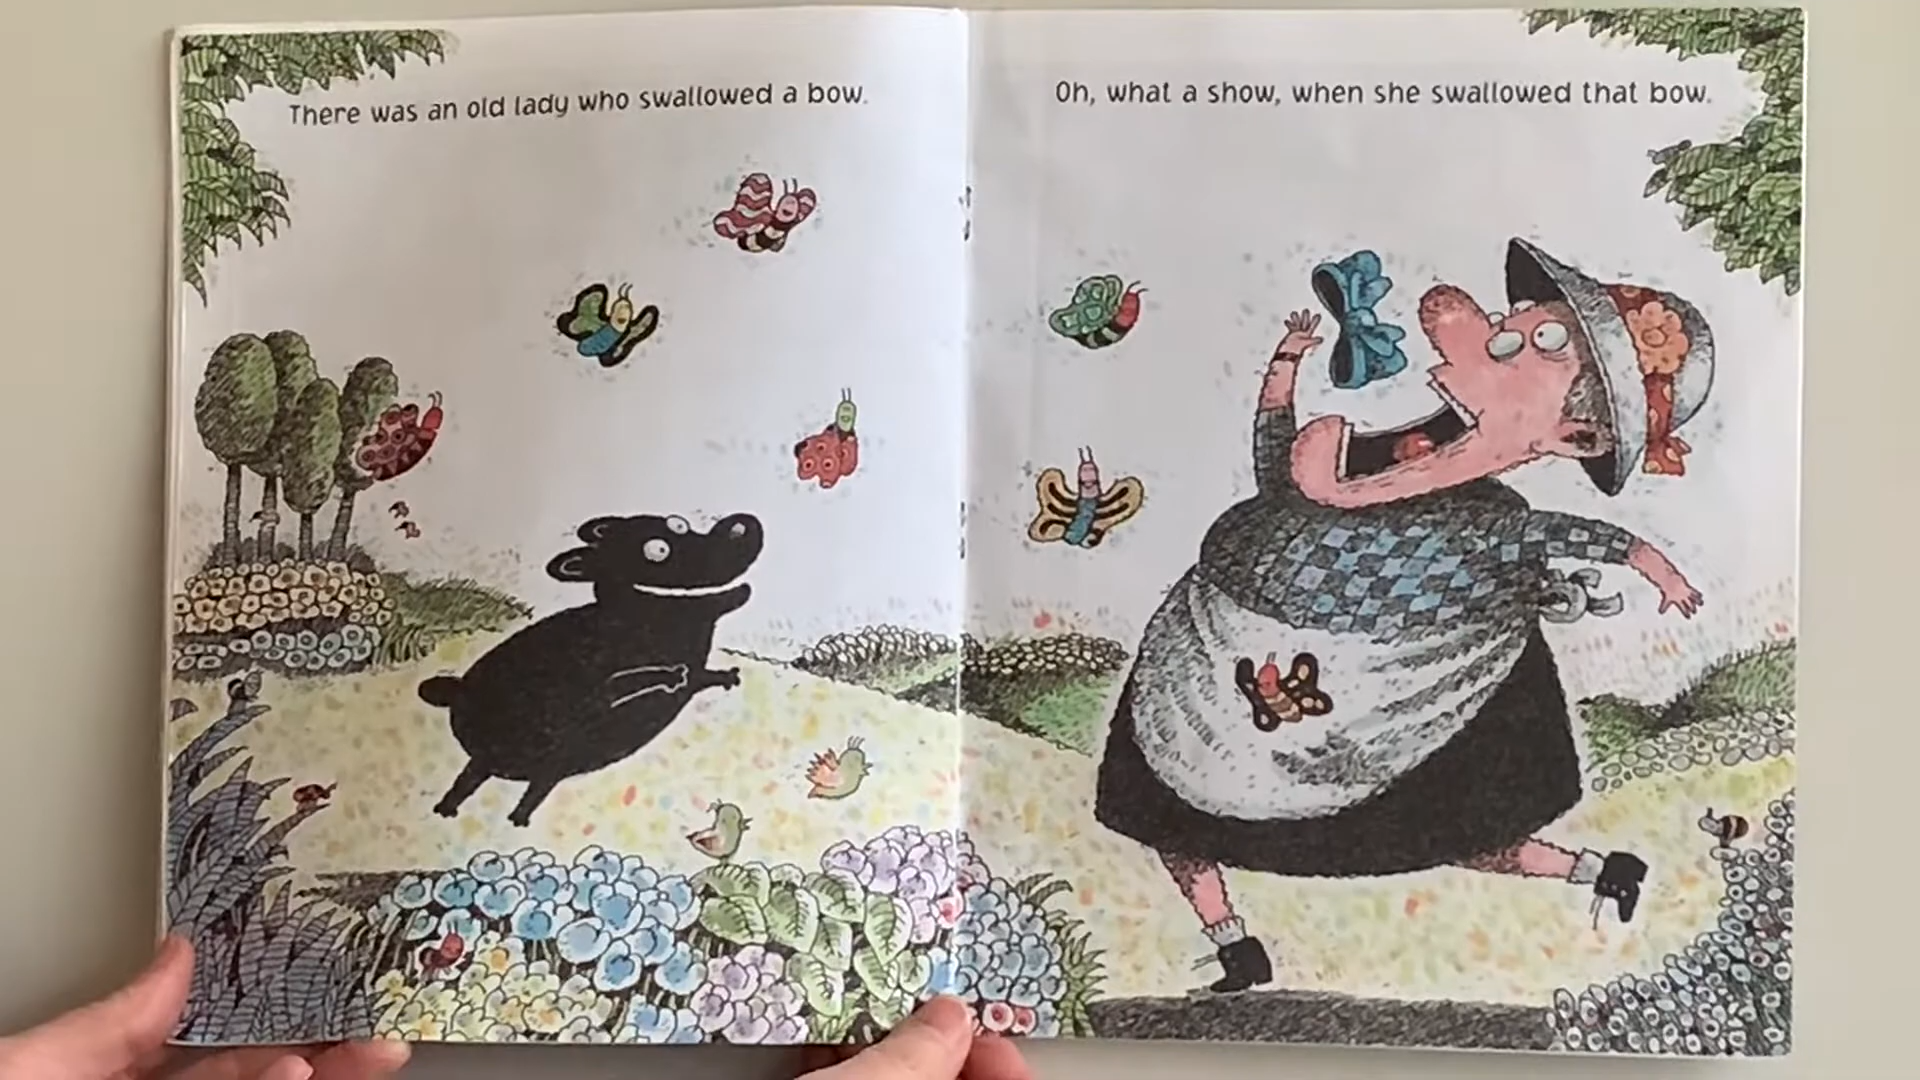 There was an old lady who swallowed a bow.
Oh, what a show, when she swallowed that bow.